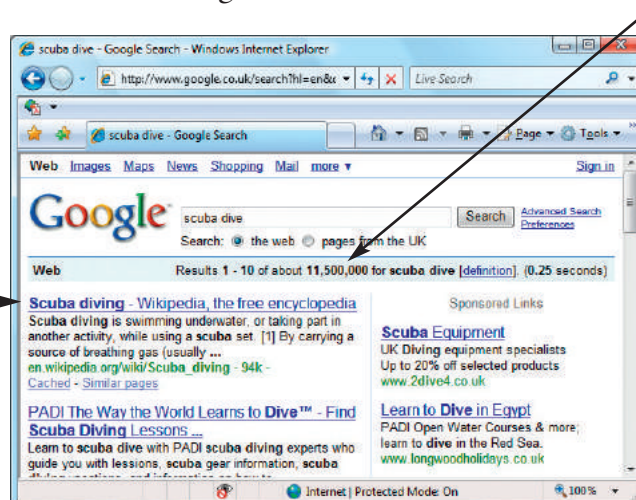 scuba dive - Google Search - Windows Internet Explorer
http://www.google.co.uk/search?hl=en&
Live Search
scuba dive - Google Search
Page
Tools
Web Images Maps News Shopping Mail more
Sign in
Google
scuba dive
Search
Advanced Search
Preferences
Search: the web pages from the UK
Web Results 1 - 10 of about 11,500,000 for scuba dive [definition]. (0.25 seconds)
Scuba diving - Wikipedia, the free encyclopedia
Scuba diving is swimming underwater, or taking part in
another activity, while using a scuba set. [1] By carrying a
source of breathing gas (usually ...
en.wikipedia.org/wiki/Scuba_diving - 94k -
Cached - Similar pages
PADI The Way the World Learns to Dive™ - Find
Scuba Diving Lessons ...
Learn to scuba dive with PADI scuba diving experts who
guide you with lessions, scuba gear information, scuba
Sponsored Links
Scuba Equipment
UK Diving equipment specialists
Up to 20% off selected products
www.2dive4.co.uk
Learn to Dive in Egypt
PADI Open Water Courses & more;
learn to dive in the Red Sea.
www.longwoodholidays.co.uk
Internet | Protected Mode: On
100%